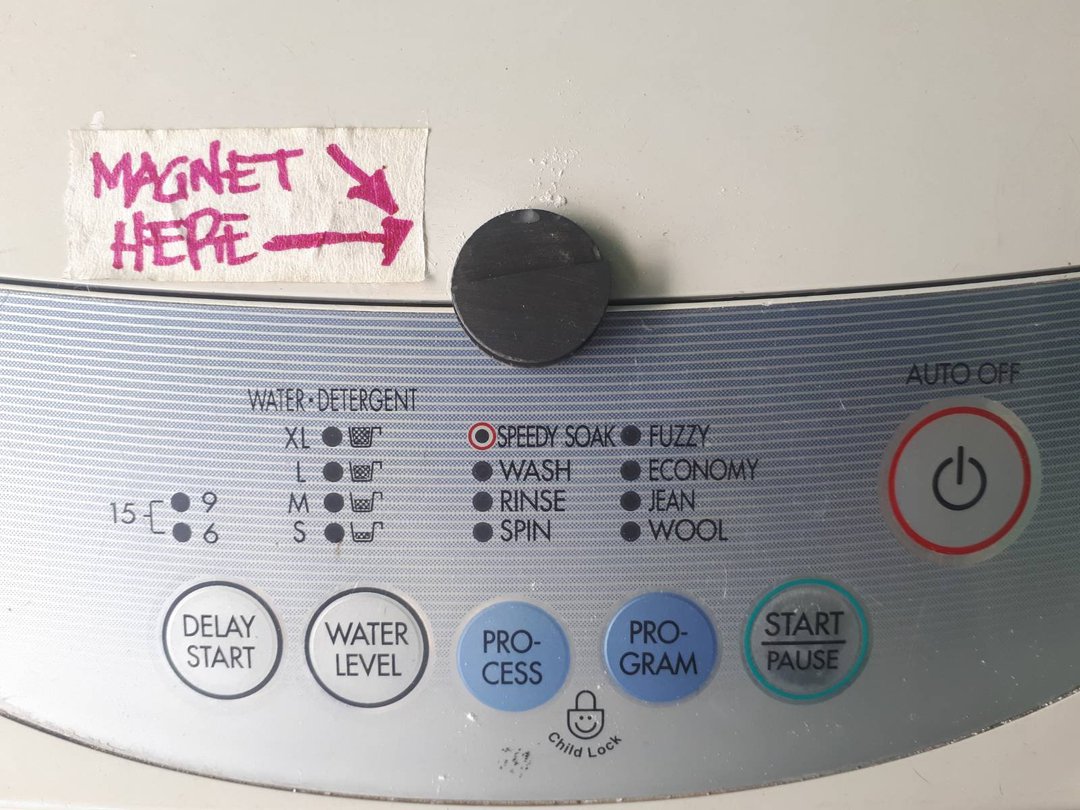 MAGNET
HERE
AUTO OFF
WATER·DETERGENT
XL
L
M
S
15
9
6
SPEEDY SOAK
WASH
RINSE
SPIN
FUZZY
ECONOMY
JEAN
WOOL
DELAY
START
WATER
LEVEL
PRO-
CESS
PRO-
GRAM
START
PAUSE
Child Lock